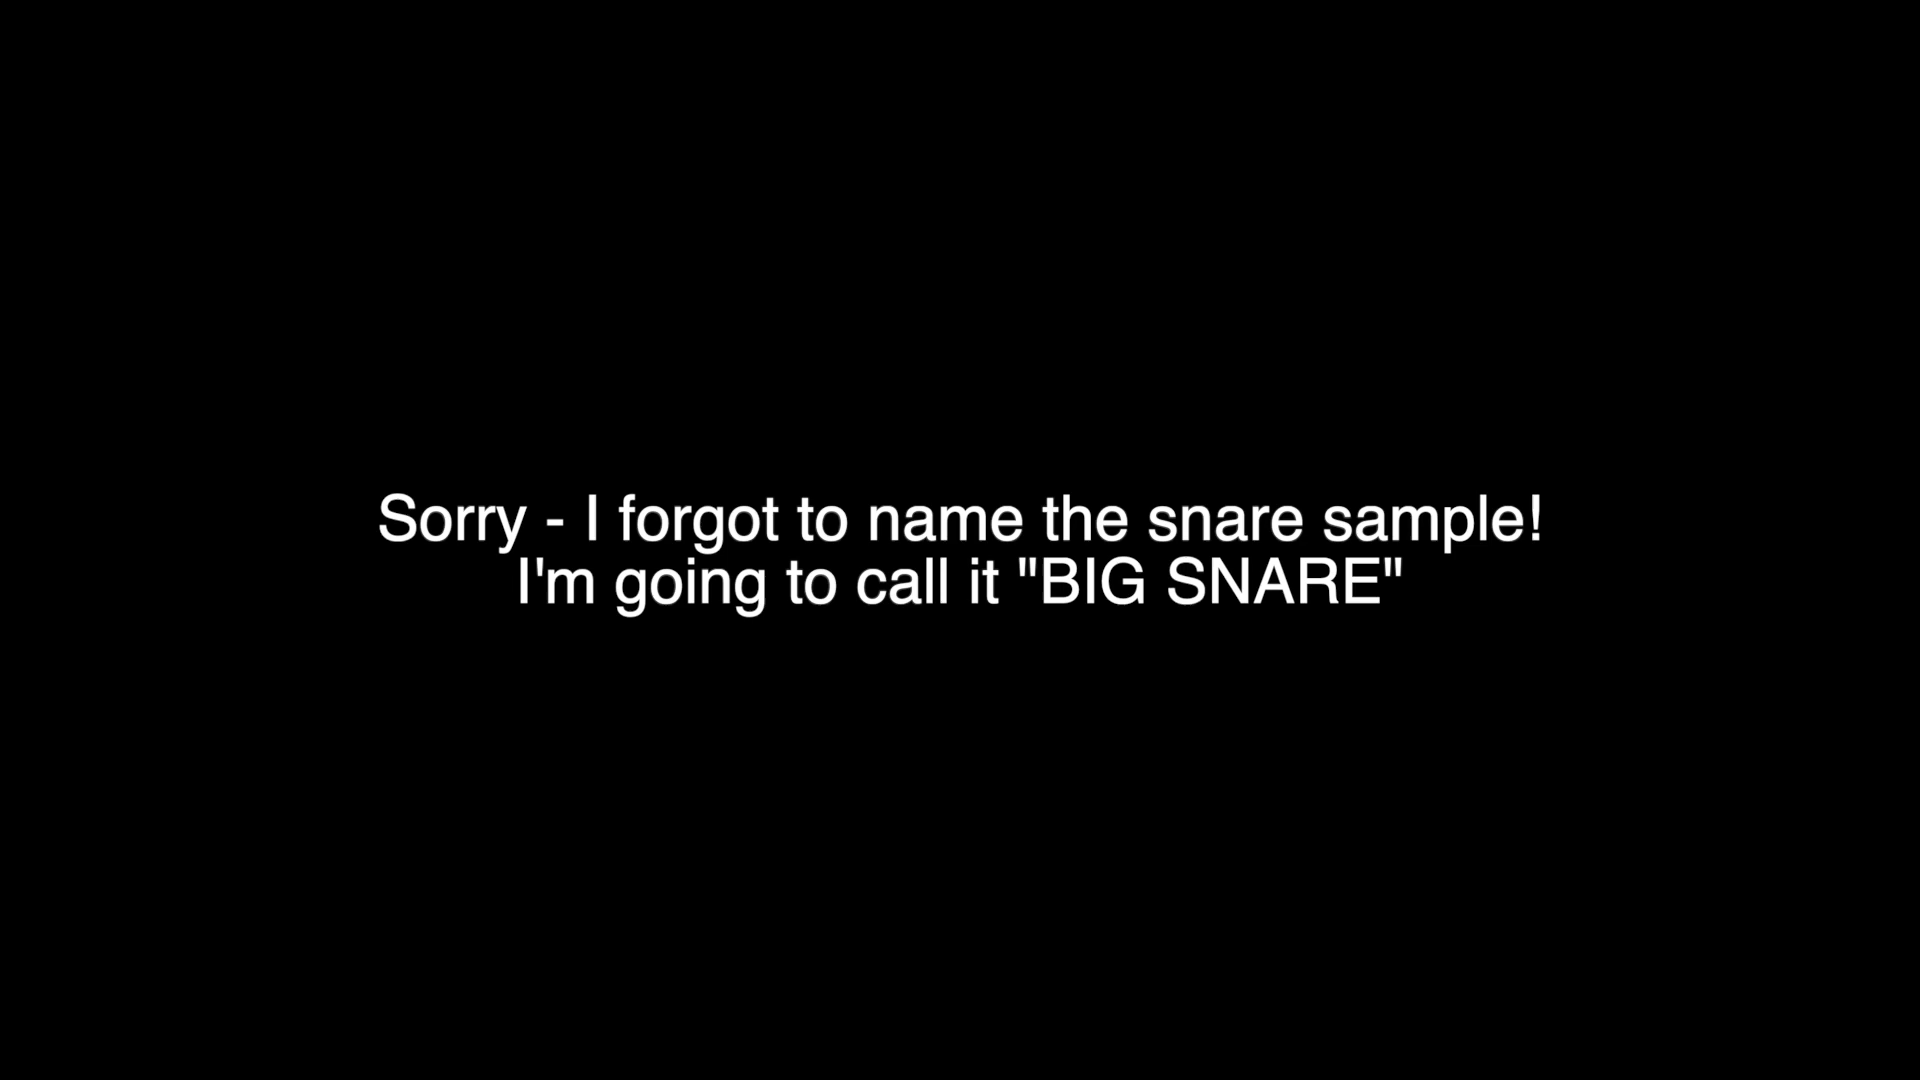 Sorry - I forgot to name the snare sample!
I'm going to call it "BIG SNARE"